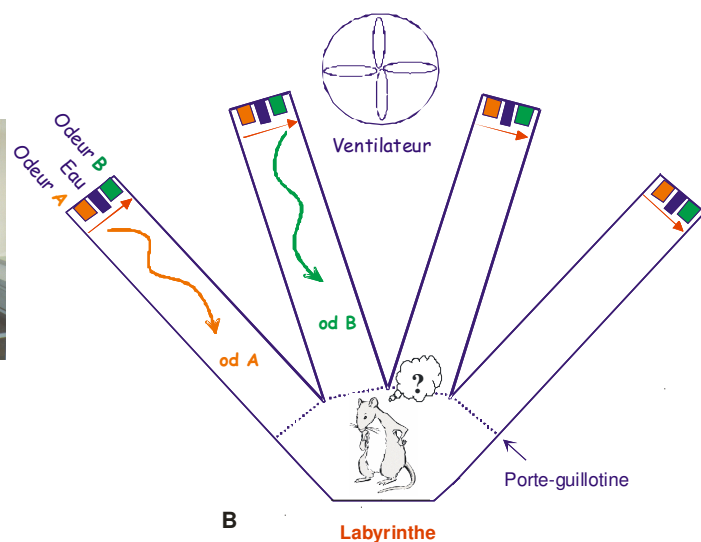 Ventilateur
Odeur B
Eau
Odeur A
od B
od A
?
Porte-guillotine
B
Labyrinthe